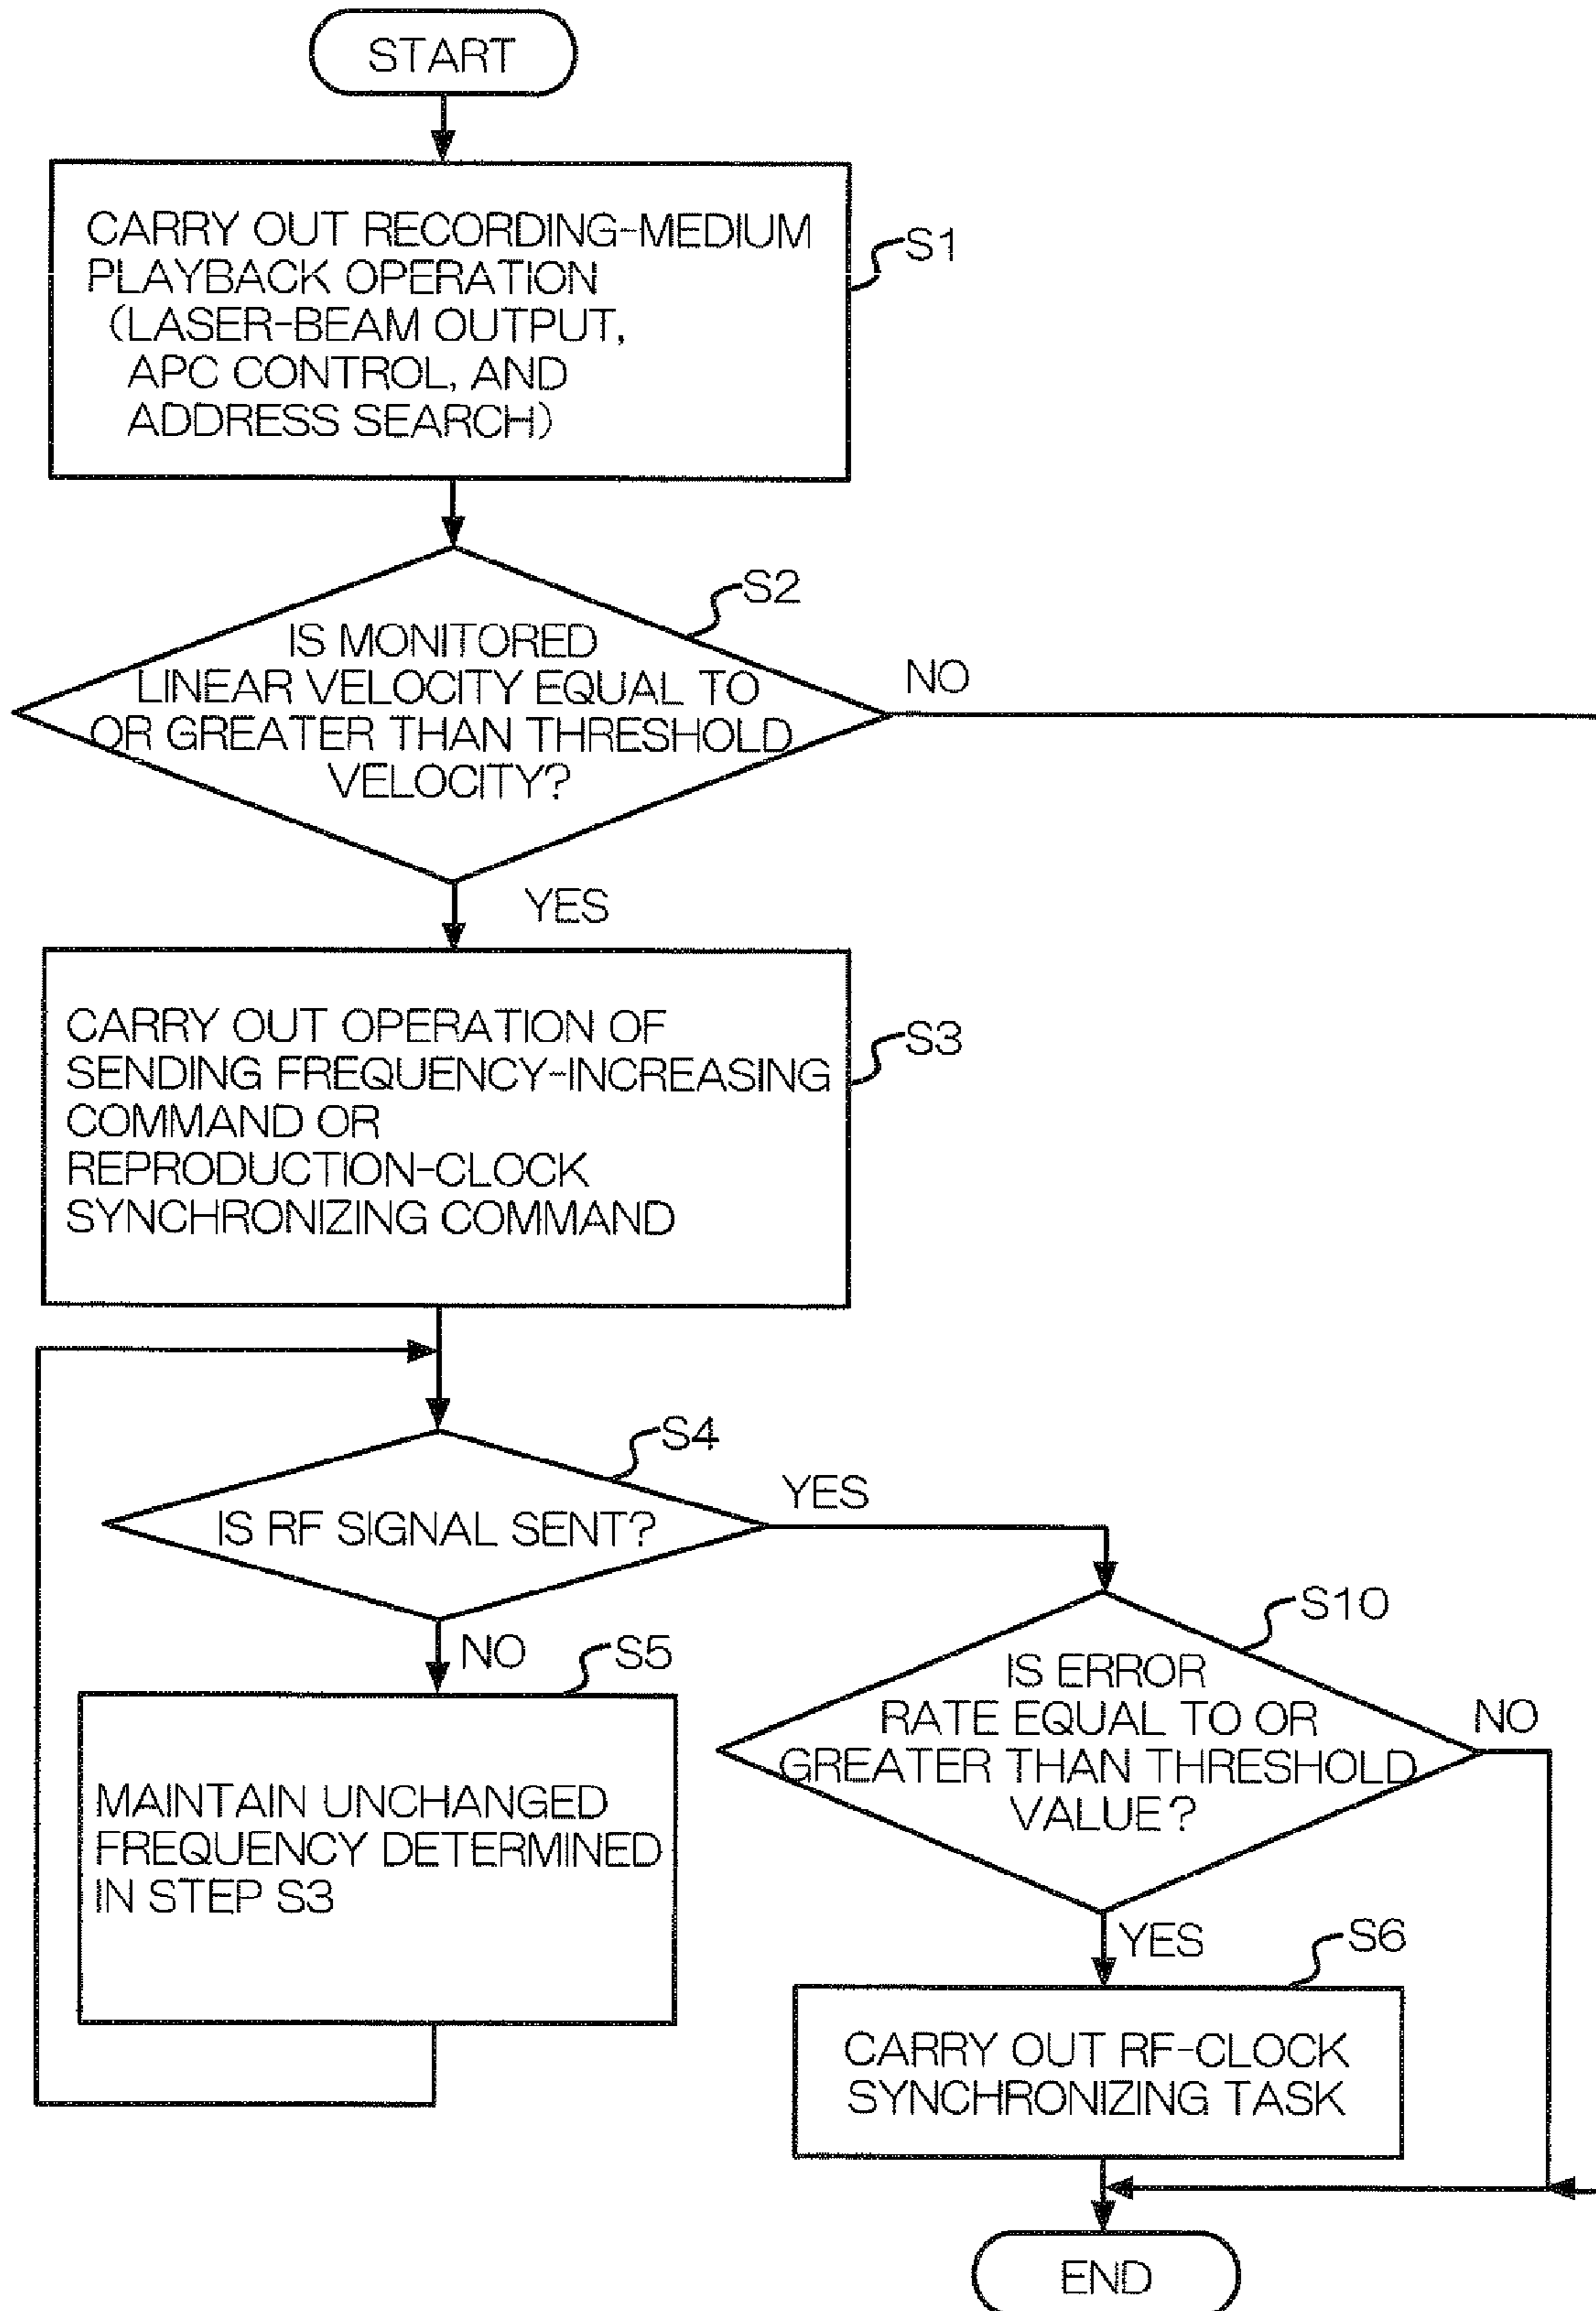 START
CARRY OUT RECORDING-MEDIUM
PLAYBACK OPERATION
(LASER-BEAM OUTPUT,
APC CONTROL, AND
ADDRESS SEARCH)
S1
S2
IS MONITORED
LINEAR VELOCITY EQUAL TO
OR GREATER THAN THRESHOLD
VELOCITY?
NO
YES
CARRY OUT OPERATION OF
SENDING FREQUENCY-INCREASING
COMMAND OR
REPRODUCTION-CLOCK
SYNCHRONIZING COMMAND
S3
S4
IS RF SIGNAL SENT?
YES
NO
S5
MAINTAIN UNCHANGED
FREQUENCY DETERMINED
IN STEP S3
S10
IS ERROR
RATE EQUAL TO OR
GREATER THAN THRESHOLD
VALUE?
NO
YES
S6
CARRY OUT RF-CLOCK
SYNCHRONIZING TASK
END